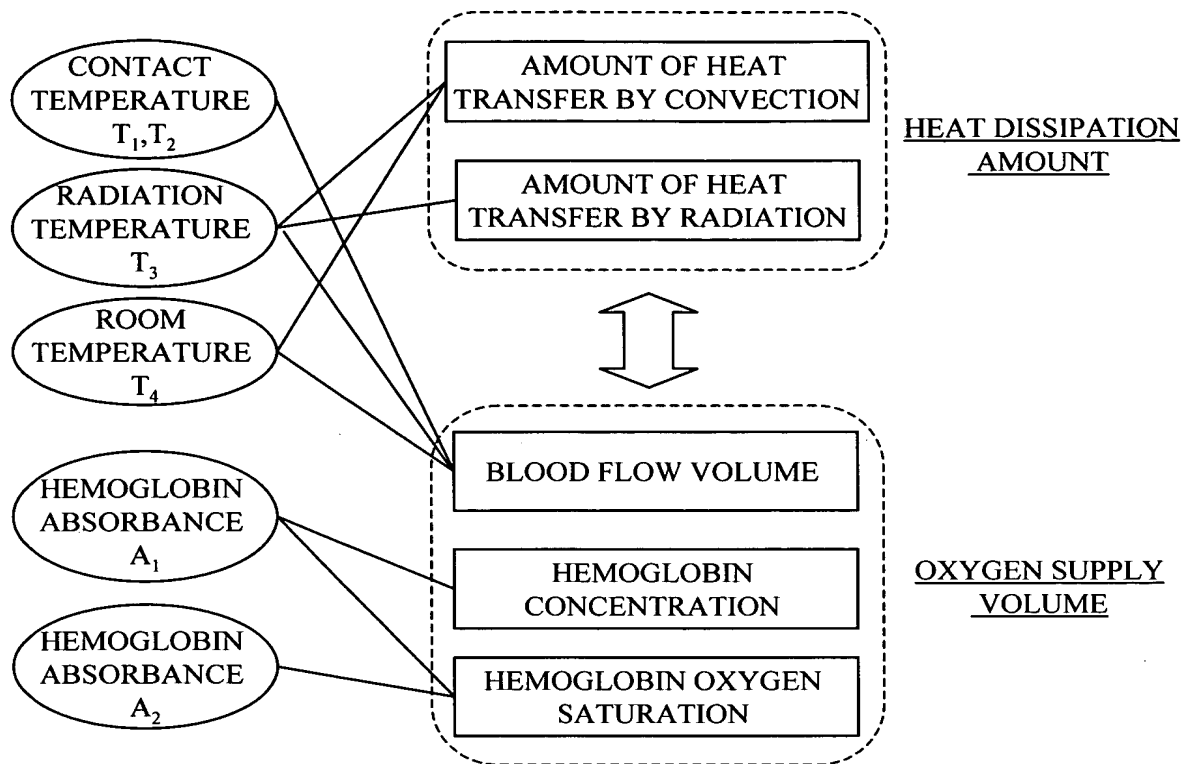 CONTACT
TEMPERATURE
T₁,T₂
RADIATION
TEMPERATURE
T₃
ROOM
TEMPERATURE
T₄
HEMOGLOBIN
ABSORBANCE
A₁
HEMOGLOBIN
ABSORBANCE
A₂
AMOUNT OF HEAT
TRANSFER BY CONVECTION
AMOUNT OF HEAT
TRANSFER BY RADIATION
HEAT DISSIPATION
AMOUNT
BLOOD FLOW VOLUME
HEMOGLOBIN
CONCENTRATION
HEMOGLOBIN OXYGEN
SATURATION
OXYGEN SUPPLY
VOLUME